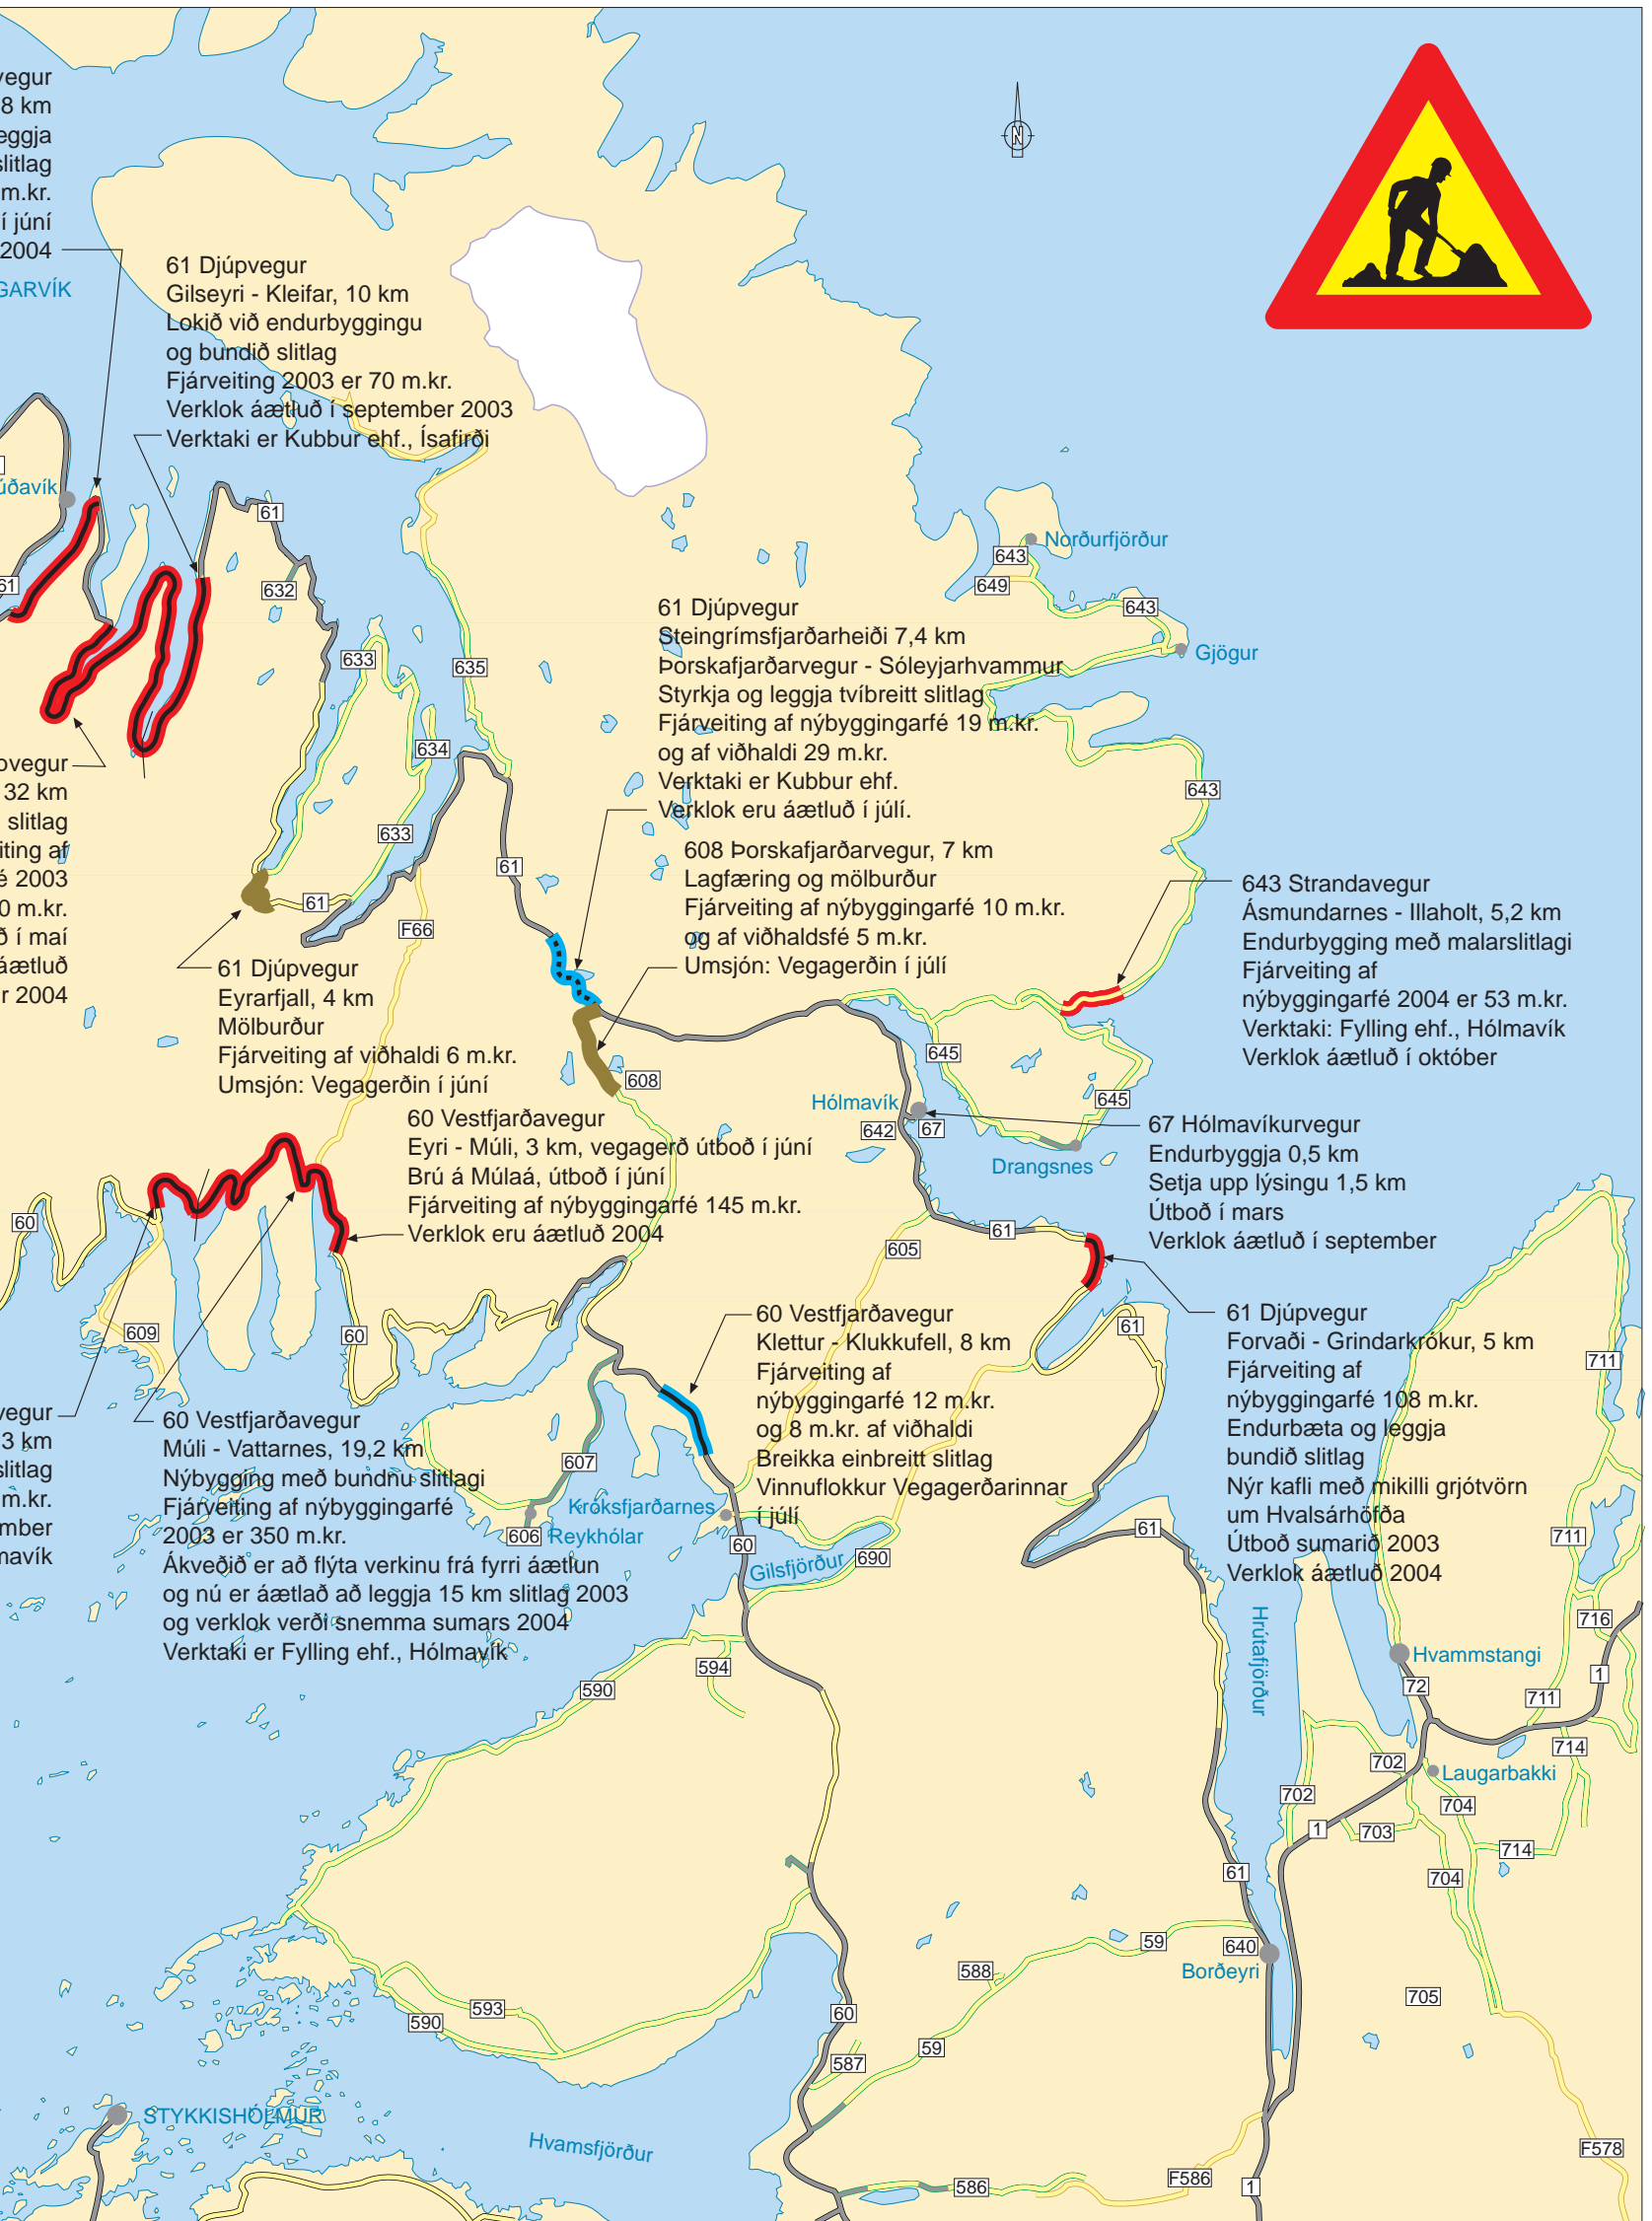 vegur
8 km
eggja
slitlag
m.kr.
í júní
2004
GARVÍK
N
61 Djúpvegur
Gilseyri - Kleifar, 10 km
Lokið við endurbyggingu
og bundið slitlag
Fjárveiting 2003 er 70 m.kr.
Verklok áætluð í september 2003
Verktaki er Kubbur ehf., Ísafirði
úðavík
61
61
632
633
635
634
633
61
61
F66
643
Norðurfjörður
649
643
Gjögur
643
61 Djúpvegur
Steingrímsfjarðarheiði 7,4 km
Þorskafjarðarvegur - Sóleyjarhvammur
Styrkja og leggja tvíbreitt slitlag
Fjárveiting af nýbyggingarfé 19 m.kr.
og af viðhaldi 29 m.kr.
Verktaki er Kubbur ehf.
Verklok eru áætluð í júlí.
608 Þorskafjarðarvegur, 7 km
Lagfæring og mölburður
Fjárveiting af nýbyggingarfé 10 m.kr.
og af viðhaldsfé 5 m.kr.
Umsjón: Vegagerðin í júlí
643 Strandavegur
Ásmundarnes - Illaholt, 5,2 km
Endurbygging með malarslitlagi
Fjárveiting af
nýbyggingarfé 2004 er 53 m.kr.
Verktaki: Fylling ehf., Hólmavík
Verklok áætluð í október
pvegur
32 km
slitlag
iting af
é 2003
0 m.kr.
ð í maí
áætluð
r 2004
61 Djúpvegur
Eyrarfjall, 4 km
Mölburður
Fjárveiting af viðhaldi 6 m.kr.
Umsjón: Vegagerðin í júní
608
645
645
Hólmavík
642
67
Drangsnes
67 Hólmavíkurvegur
Endurbyggja 0,5 km
Setja upp lýsingu 1,5 km
Útboð í mars
Verklok áætluð í september
60 Vestfjarðavegur
Eyri - Múli, 3 km, vegagerð útboð í júní
Brú á Múlaá, útboð í júní
Fjárveiting af nýbyggingarfé 145 m.kr.
Verklok eru áætluð 2004
60
609
60
61
605
61
60 Vestfjarðavegur
Klettur - Klukkufell, 8 km
Fjárveiting af
nýbyggingarfé 12 m.kr.
og 8 m.kr. af viðhaldi
Breikka einbreitt slitlag
Vinnuflokkur Vegagerðarinnar
í júlí
61 Djúpvegur
Forvaði - Grindarkrókur, 5 km
Fjárveiting af
nýbyggingarfé 108 m.kr.
Endurbæta og leggja
bundið slitlag
Nýr kafli með mikilli grjótvörn
um Hvalsárhöfða
Útboð sumarið 2003
Verklok áætluð 2004
vegur
3 km
slitlag
m.kr.
mber
mavík
60 Vestfjarðavegur
Múli - Vattarnes, 19,2 km
Nýbygging með bundnu slitlagi
Fjárveiting af nýbyggingarfé
2003 er 350 m.kr.
Ákveðið er að flýta verkinu frá fyrri áætlun
og nú er áætlað að leggja 15 km slitlag 2003
og verklok verði snemma sumars 2004
Verktaki er Fylling ehf., Hólmavík
607
Króksfjarðarnes
606
Reykhólar
60
Gilsfjörður
690
61
711
711
716
Hrútafjörður
Hvammstangi
72
1
711
594
590
714
702
Laugarbakki
702
704
1
703
714
61
704
59
640
Borðeyri
588
705
593
590
60
59
587
STYKKISHÓLMUR
Hvamsfjörður
F578
F586
586
1